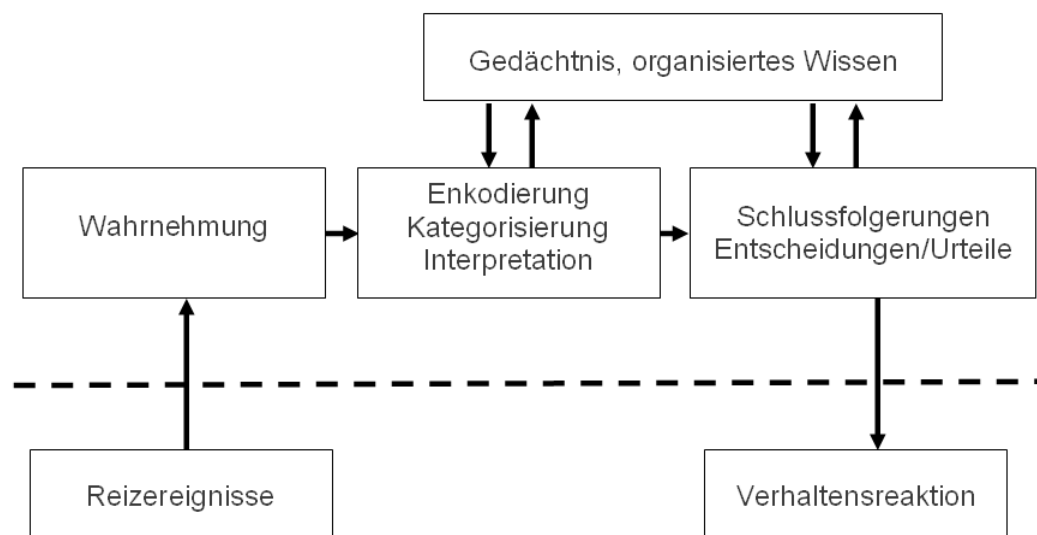 Gedächtnis, organisiertes Wissen
Wahrnehmung
Enkodierung
Kategorisierung
Interpretation
Schlussfolgerungen
Entscheidungen/Urteile
Reizereignisse
Verhaltensreaktion